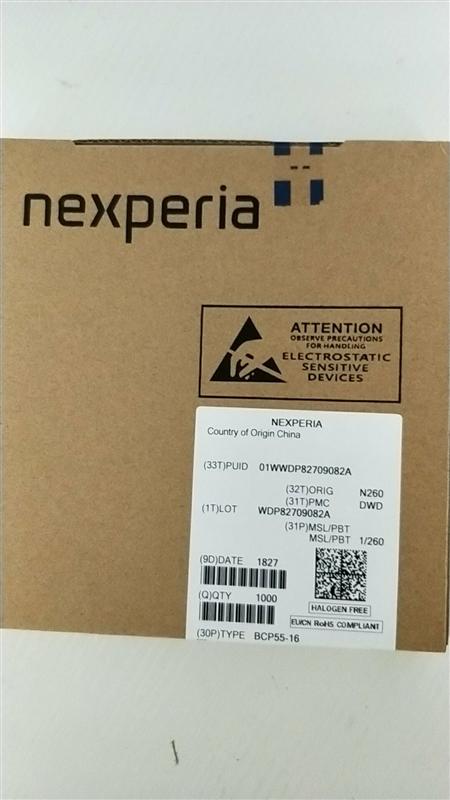 nexperia
ATTENTION
OBSERVE PRECAUTIONS
FOR HANDLING
ELECTROSTATIC
SENSITIVE
DEVICES
NEXPERIA
Country of Origin China
(33T)PUID 01WWDP82709082A
(32T)ORIG N260
(31T)PMC DWD
(1T)LOT WDP82709082A
(31P)MSL/PBT
MSL/PBT 1/260
(9D)DATE 1827
(Q)QTY 1000
HALOGEN FREE
EU/CN RoHS COMPLIANT
(30P)TYPE BCP55-16